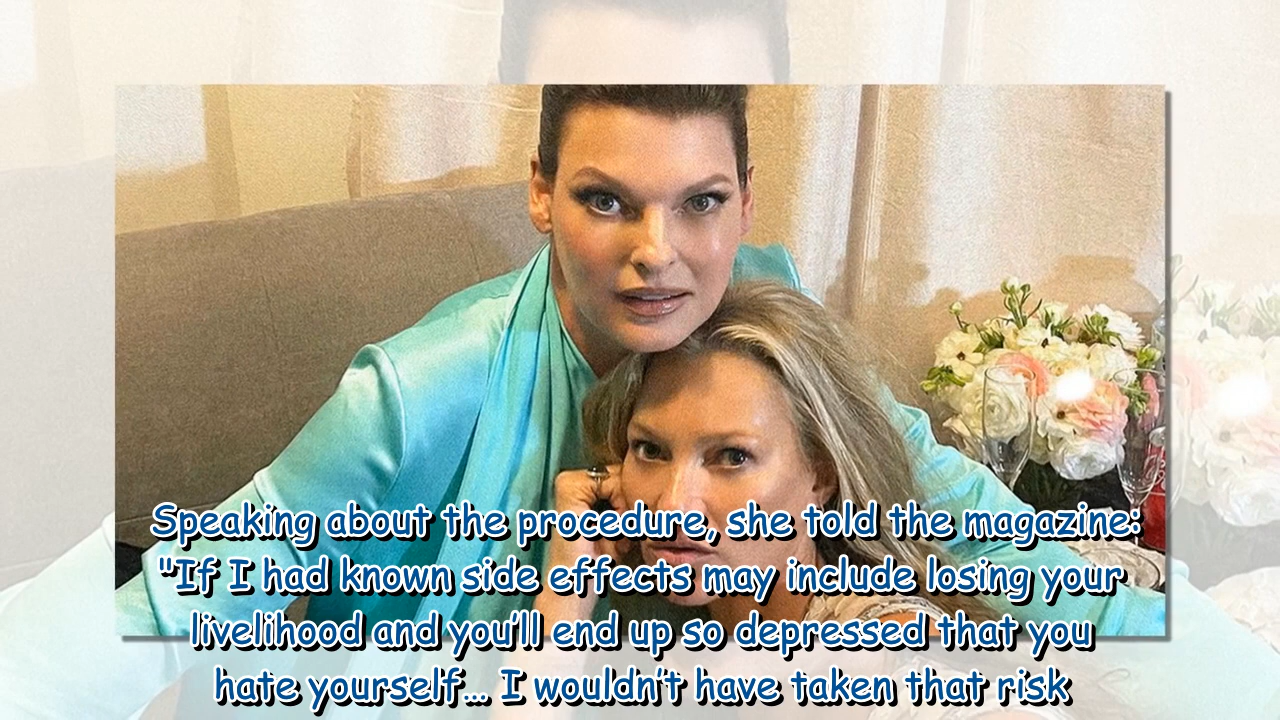 Speaking about the procedure, she told the magazine:
"If I had known side effects may include losing your
livelihood and you'll end up so depressed that you
hate yourself... I wouldn't have taken that risk